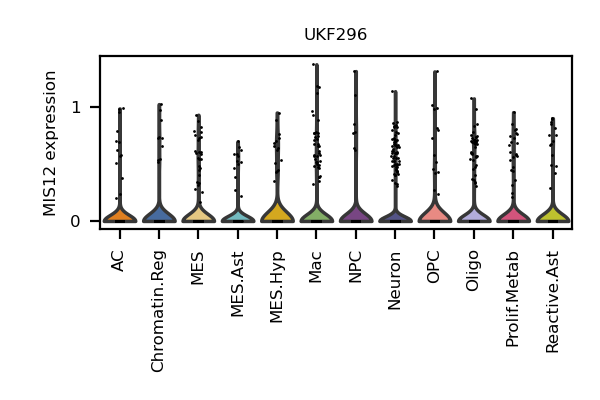 UKF296
MIS12 expression
1
0
AC
Chromatin.Reg
MES
MES.Ast
MES.Hyp
Mac
NPC
Neuron
OPC
Oligo
Prolif.Metab
Reactive.Ast